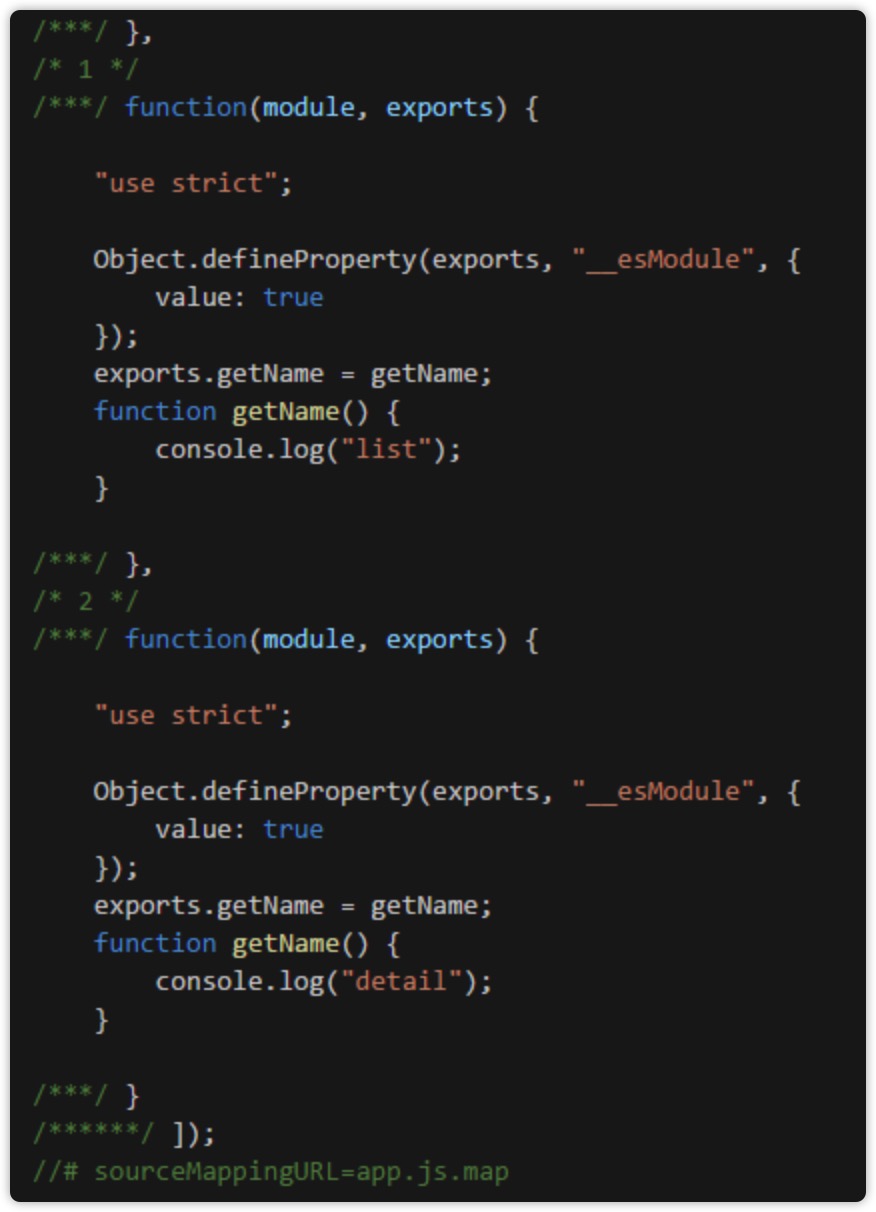 /***/ },
/* 1 */
/***/ function(module, exports) {
"use strict";
Object.defineProperty(exports, "__esModule", {
value: true
});
exports.getName = getName;
function getName() {
console.log("list");
}
/***/ },
/* 2 */
/***/ function(module, exports) {
"use strict";
Object.defineProperty(exports, "__esModule", {
value: true
});
exports.getName = getName;
function getName() {
console.log("detail");
}
/***/ }
/******/ ]);
//# sourceMappingURL=app.js.map